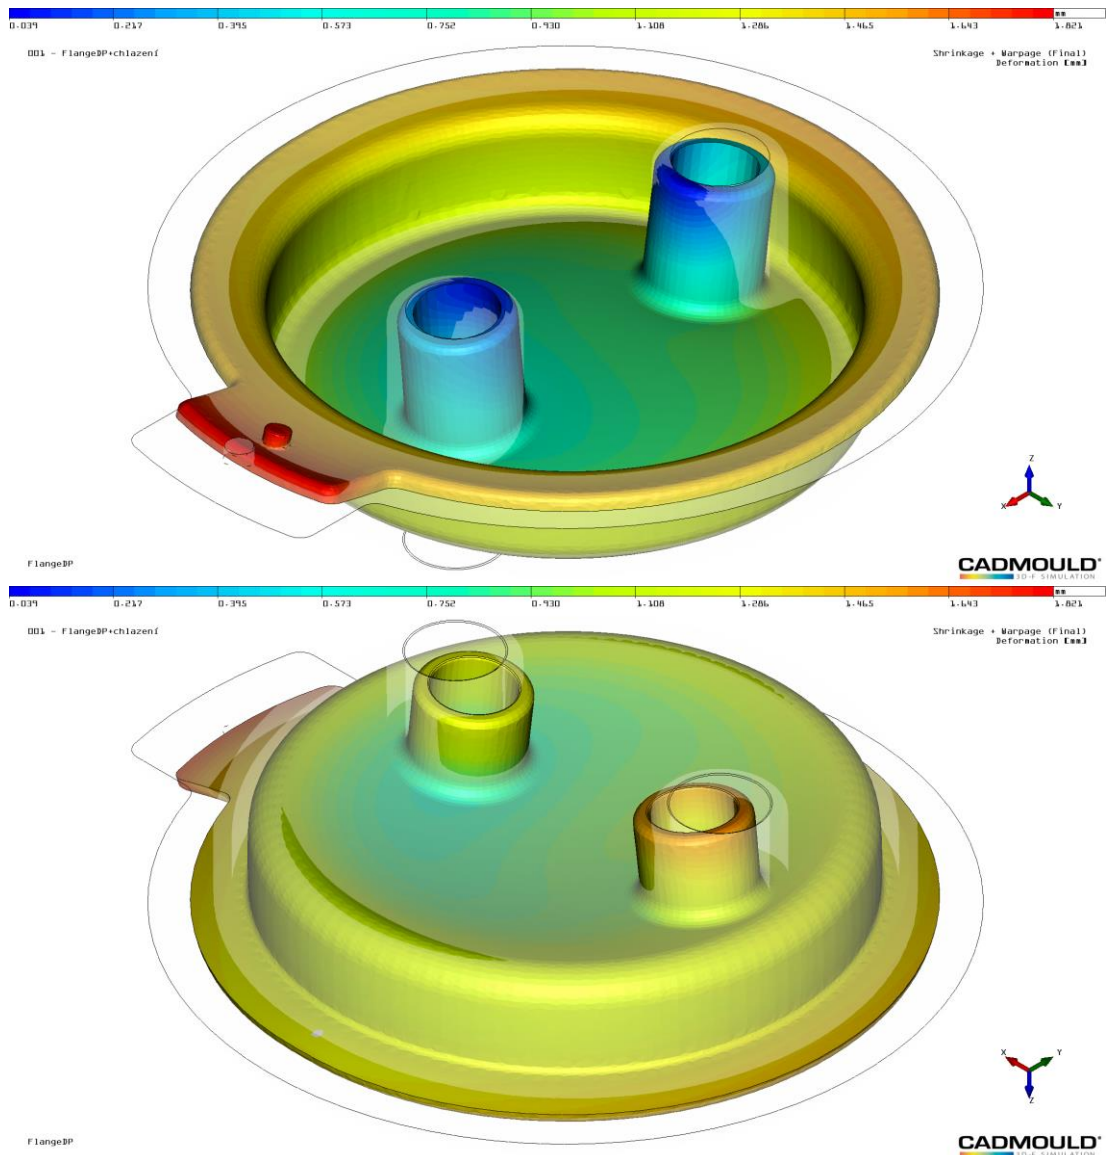 0.039 0.217 0.395 0.573 0.752 0.930 1.108 1.286 1.465 1.643 mm 1.821
001 - FlangeDP+chlazení
Shrinkage + Warpage (Final)
Deformation [mm]
Z
X Y
FlangeDP
CADMOULD®
3D-F SIMULATION
0.039 0.217 0.395 0.573 0.752 0.930 1.108 1.286 1.465 1.643 mm 1.821
001 - FlangeDP+chlazení
Shrinkage + Warpage (Final)
Deformation [mm]
X Y
Z
FlangeDP
CADMOULD®
3D-F SIMULATION